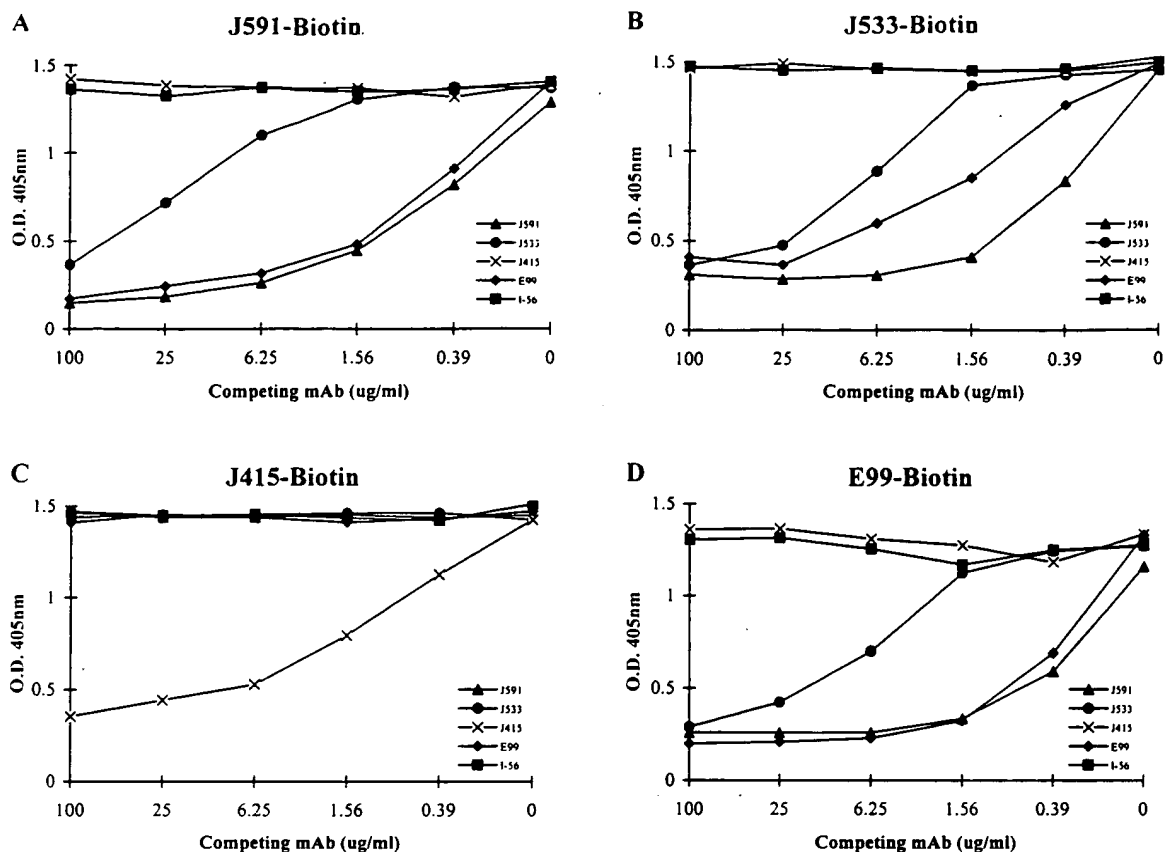 A
J591-Biotin
O.D. 405nm
1.5
1
0.5
0
100
25
6.25
1.56
0.39
0
Competing mAb (ug/ml)
J591
J533
J415
E99
I-56
B
J533-Biotin
O.D. 405nm
1.5
1
0.5
0
100
25
6.25
1.56
0.39
0
Competing mAb (ug/ml)
J591
J533
J415
E99
I-56
C
J415-Biotin
O.D. 405nm
1.5
1
0.5
0
100
25
6.25
1.56
0.39
0
Competing mAb (ug/ml)
J591
J533
J415
E99
I-56
D
E99-Biotin
O.D. 405nm
1.5
1
0.5
0
100
25
6.25
1.56
0.39
0
Competing mAb (ug/ml)
J591
J533
J415
E99
I-56